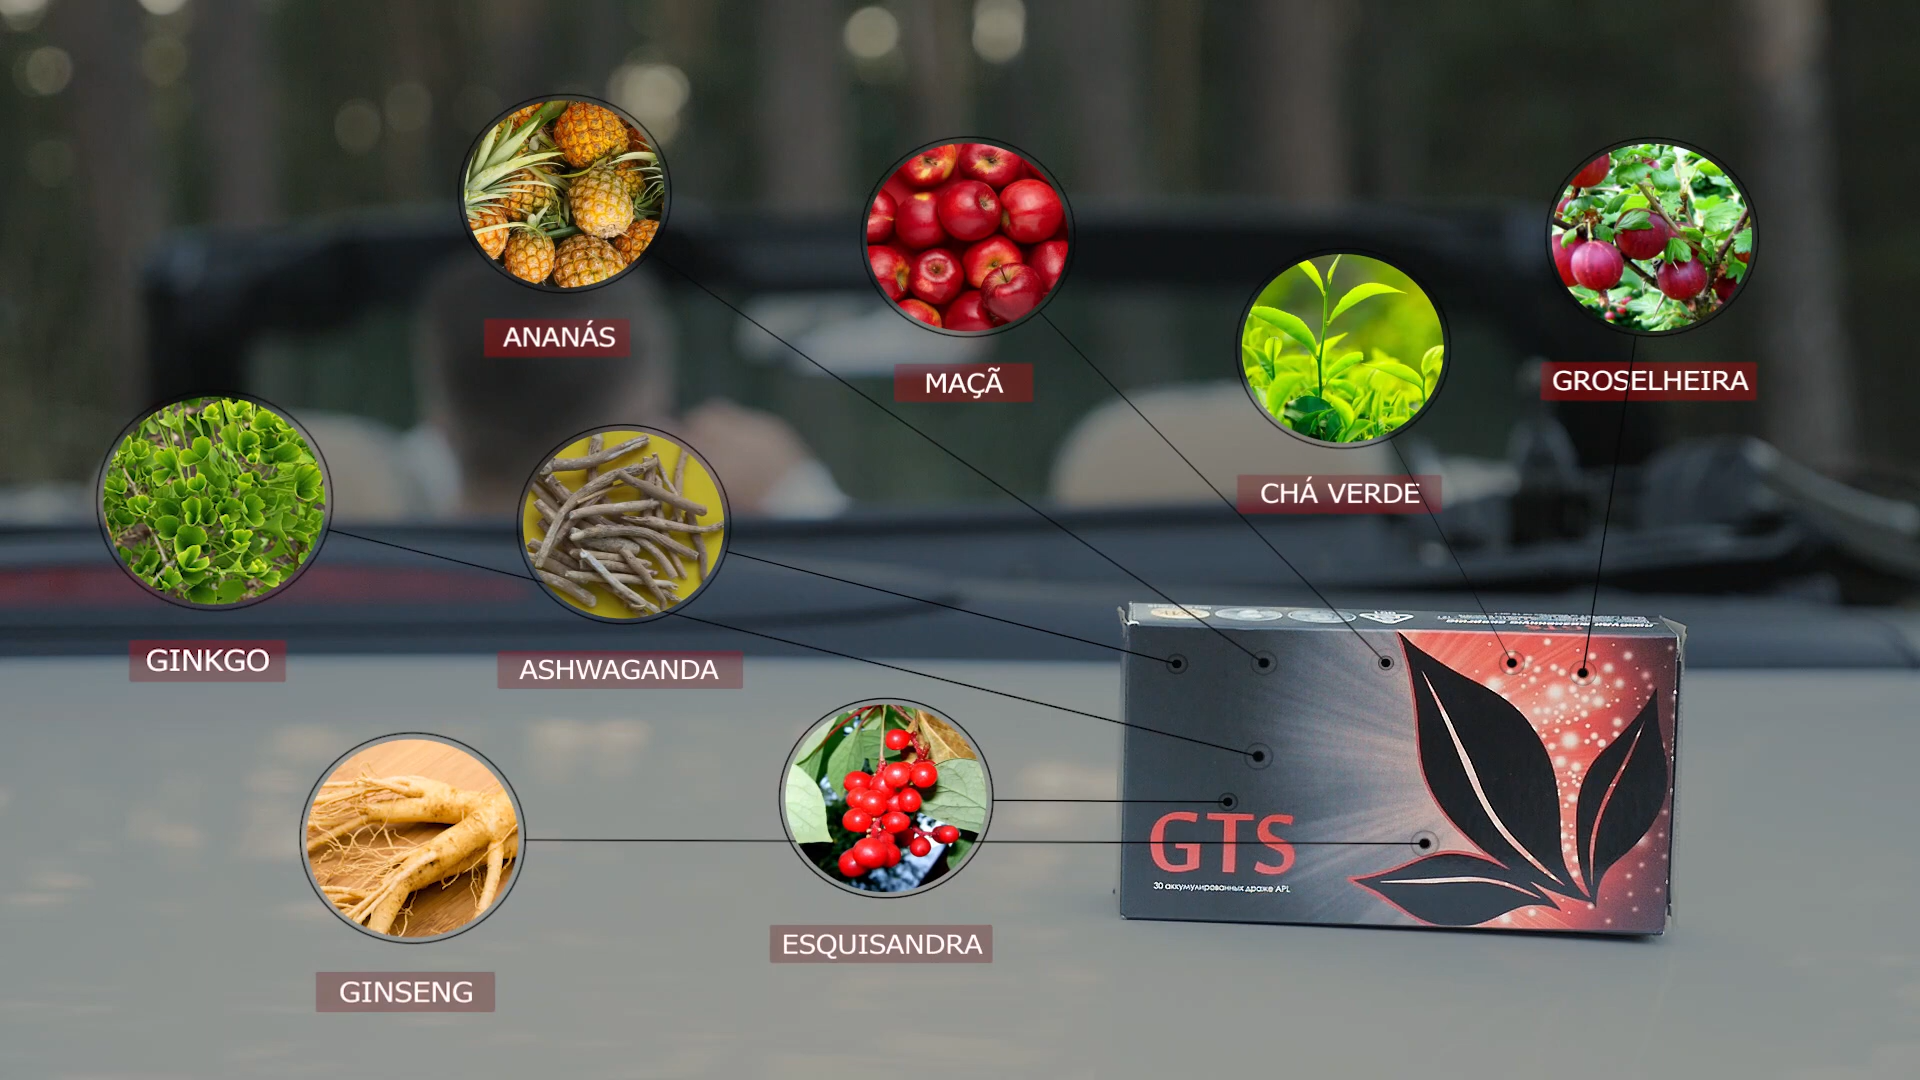 ANANÁS
MAÇÃ
GROSELHEIRA
CHÁ VERDE
GINKGO
ASHWAGANDA
GTS
30 аккумулированных драже APL
ESQUISANDRA
GINSENG